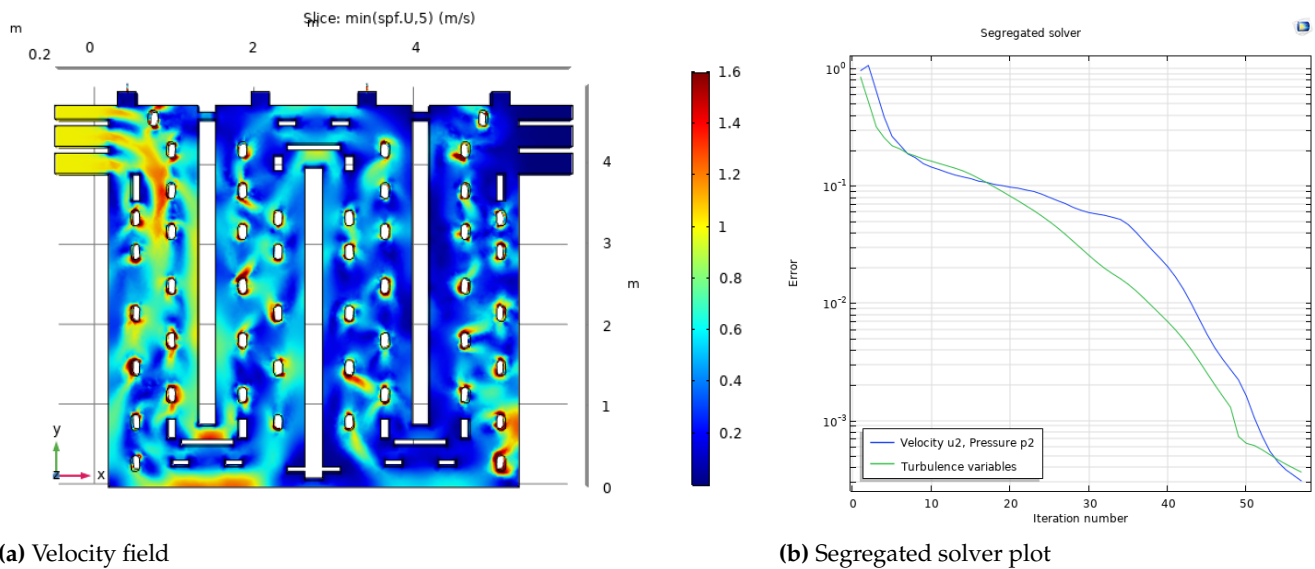 Slice: min(spf.U,5) (m/s)
m
m
0.2
0
2
4
4
3
2
1
0
m
y
z
x
1.6
1.4
1.2
1
0.8
0.6
0.4
0.2
Segregated solver
Error
10^0
10^-1
10^-2
10^-3
Velocity u2, Pressure p2
Turbulence variables
0
10
20
30
40
50
Iteration number
(a) Velocity field
(b) Segregated solver plot